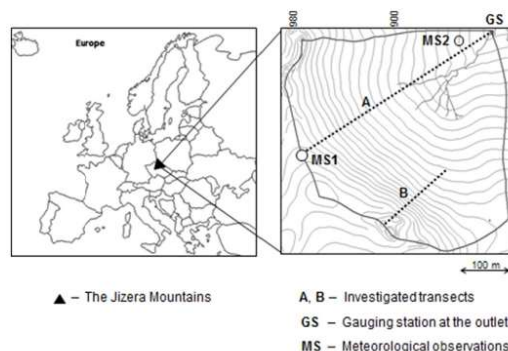 Europe
980
900
GS
MS2
A
MS1
B
100 m
▲ – The Jizera Mountains
A, B – Investigated transects
GS – Gauging station at the outlet
MS – Meteorological observations